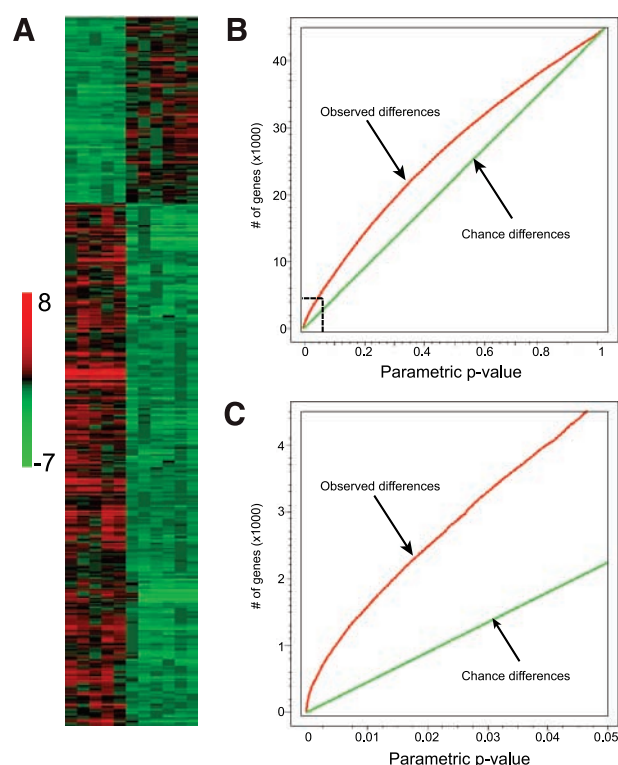 A
8
-7
B
# of genes (x1000)
40
30
20
10
0
Observed differences
Chance differences
0 0.2 0.4 0.6 0.8 1
Parametric p-value
C
# of genes (x1000)
4
3
2
1
0
Observed differences
Chance differences
0 0.01 0.02 0.03 0.04 0.05
Parametric p-value